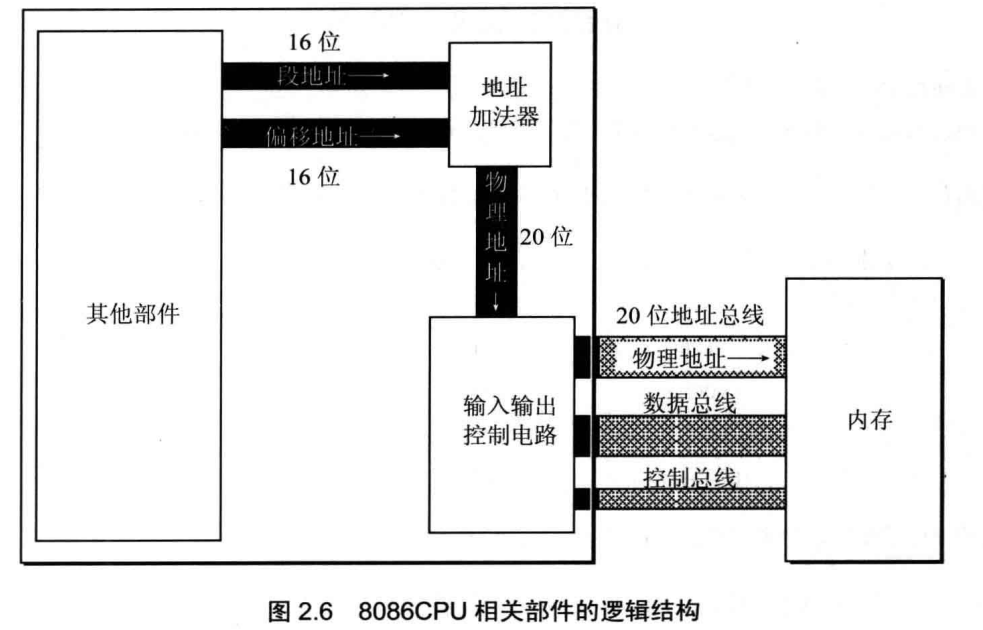 16 位
段地址
地址
加法器
偏移地址
16 位
物
理
地
址
20 位
其他部件
20 位地址总线
物理地址
输入输出
控制电路
数据总线
内存
控制总线
图 2.6 8086CPU 相关部件的逻辑结构